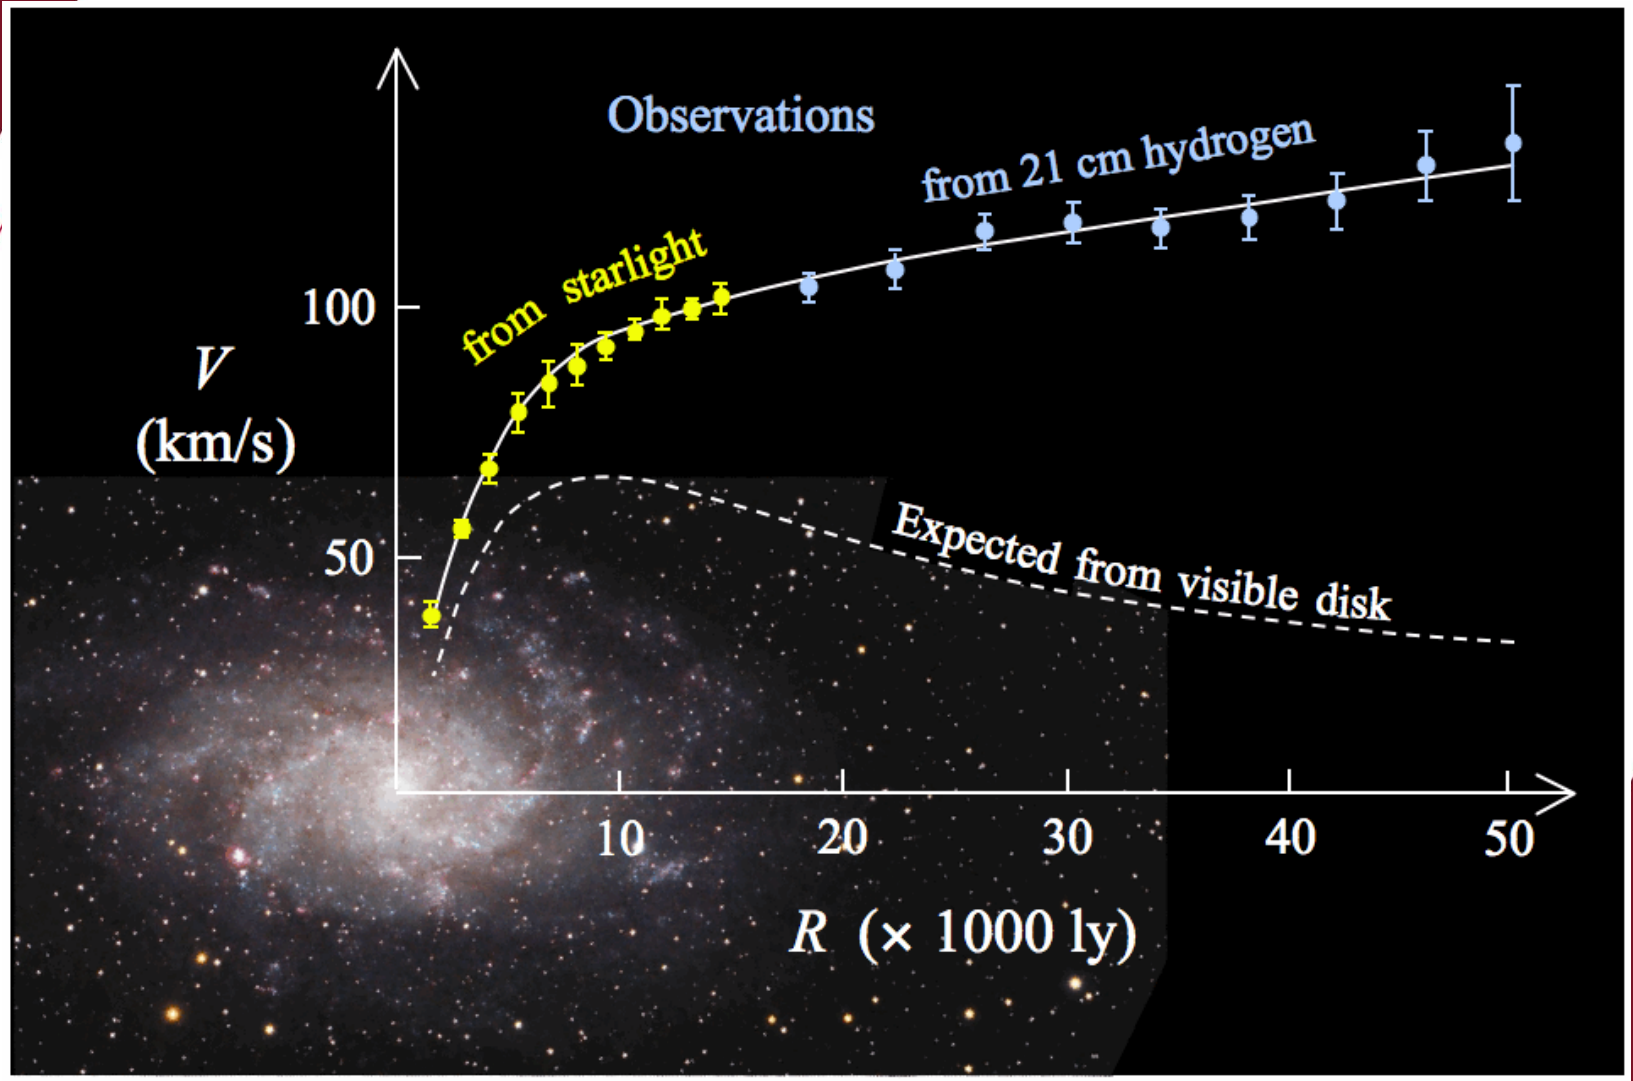 Observations
from 21 cm hydrogen
from starlight
100
V
(km/s)
50
Expected from visible disk
10
20
30
40
50
R (× 1000 ly)